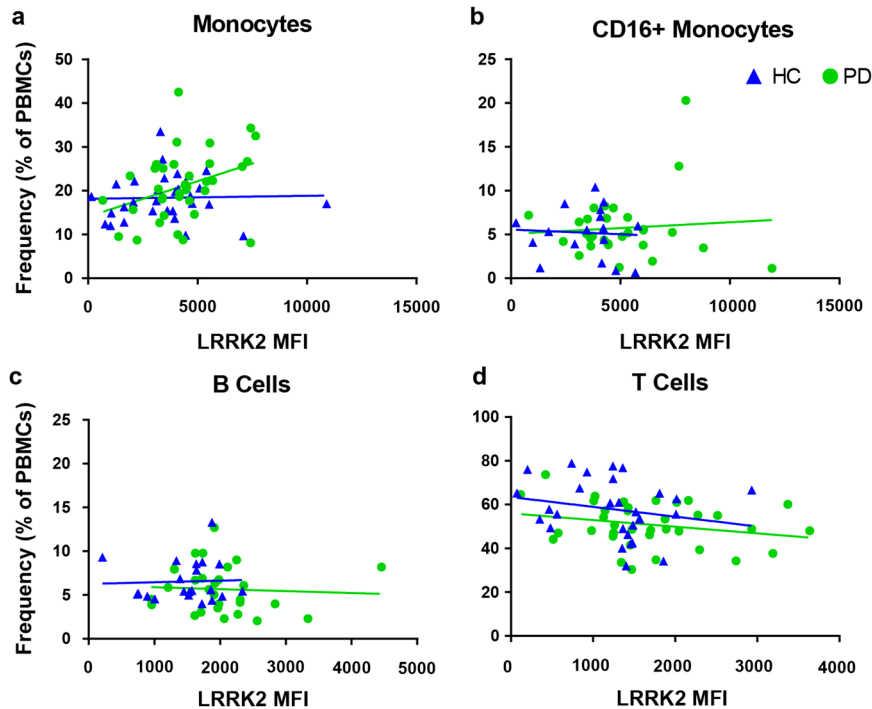 a
Monocytes
Frequency (% of PBMCs)
50
40
30
20
10
0
0 5000 10000 15000
LRRK2 MFI
b
CD16+ Monocytes
HC PD
25
20
15
10
5
0
0 5000 10000 15000
LRRK2 MFI
c
B Cells
Frequency (% of PBMCs)
25
20
15
10
5
0
0 1000 2000 3000 4000 5000
LRRK2 MFI
d
T Cells
100
80
60
40
20
0
0 1000 2000 3000 4000
LRRK2 MFI